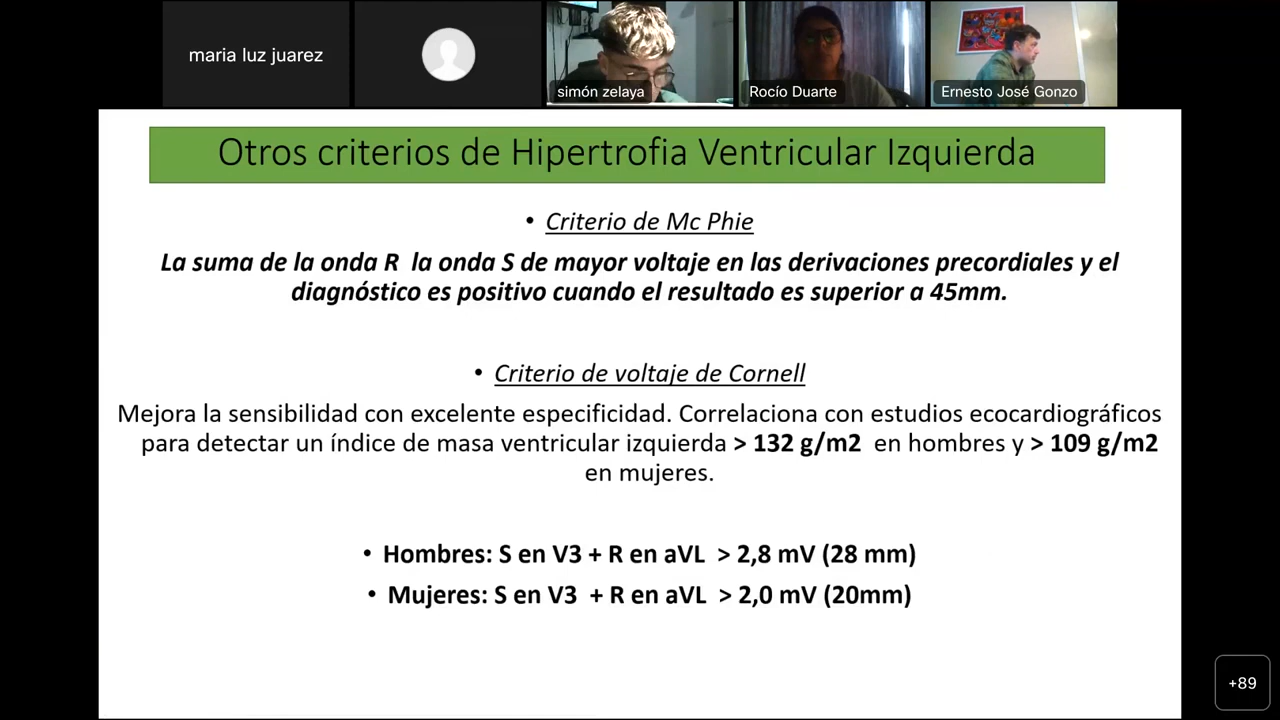 maria luz juarez
simón zelaya
Rocío Duarte
Ernesto José Gonzo
Otros criterios de Hipertrofia Ventricular Izquierda
• Criterio de Mc Phie
La suma de la onda R la onda S de mayor voltaje en las derivaciones precordiales y el
diagnóstico es positivo cuando el resultado es superior a 45mm.
• Criterio de voltaje de Cornell
Mejora la sensibilidad con excelente especificidad. Correlaciona con estudios ecocardiográficos
para detectar un índice de masa ventricular izquierda > 132 g/m2 en hombres y > 109 g/m2
en mujeres.
• Hombres: S en V3 + R en aVL > 2,8 mV (28 mm)
• Mujeres: S en V3 + R en aVL > 2,0 mV (20mm)
+89